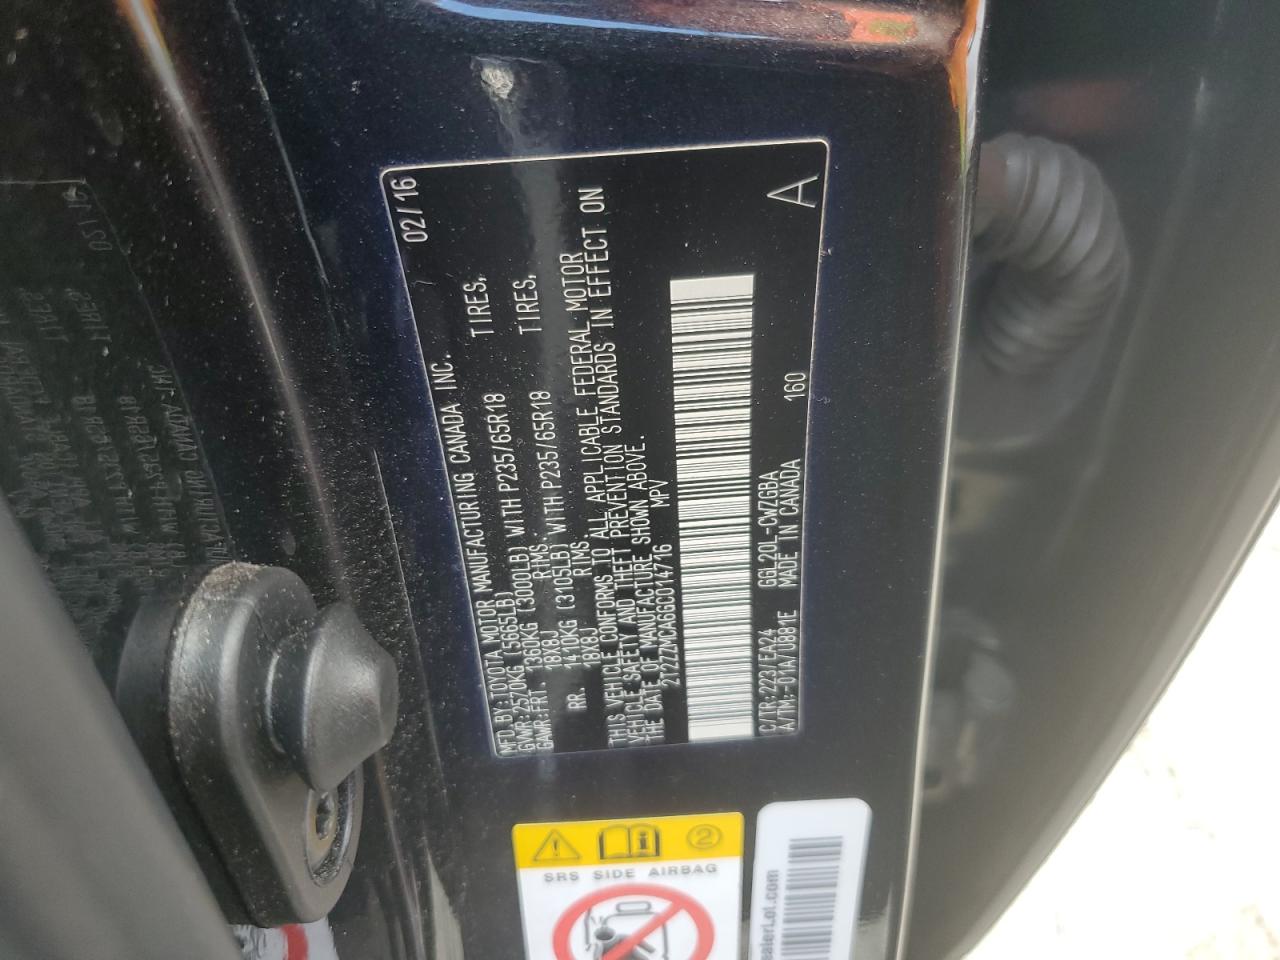 MFD.BY:TOYOTA MOTOR MANUFACTURING CANADA INC. 02/16
GVWR:2570KG (5665LB)
GAWR:FRT. 1360KG (3000LB) WITH P235/65R18 TIRES,
18X8J RIMS.
RR. 1410KG (3105LB) WITH P235/65R18 TIRES,
18X8J RIMS.
THIS VEHICLE CONFORMS TO ALL APPLICABLE FEDERAL MOTOR
VEHICLE SAFETY AND THEFT PREVENTION STANDARDS IN EFFECT ON
THE DATE OF MANUFACTURE SHOWN ABOVE.
2T2ZZMCA6GC014716 MPV
C/TR:223/EA24 GGL20L-CWZGBA 160
A/TM:-01A/U881E MADE IN CANADA
A
2
SRS SIDE AIRBAG
ealerLot.com